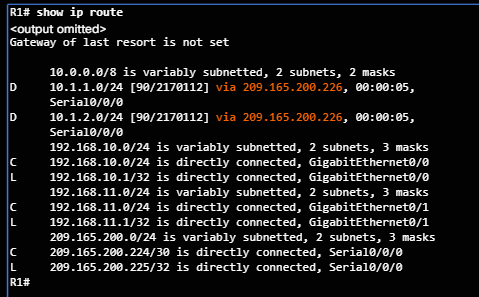 R1# show ip route
<output omitted>
Gateway of last resort is not set
10.0.0.0/8 is variably subnetted, 2 subnets, 2 masks
D 10.1.1.0/24 [90/2170112] via 209.165.200.226, 00:00:05,
Serial0/0/0
D 10.1.2.0/24 [90/2170112] via 209.165.200.226, 00:00:05,
Serial0/0/0
192.168.10.0/24 is variably subnetted, 2 subnets, 3 masks
C 192.168.10.0/24 is directly connected, GigabitEthernet0/0
L 192.168.10.1/32 is directly connected, GigabitEthernet0/0
192.168.11.0/24 is variably subnetted, 2 subnets, 3 masks
C 192.168.11.0/24 is directly connected, GigabitEthernet0/1
L 192.168.11.1/32 is directly connected, GigabitEthernet0/1
209.165.200.0/24 is variably subnetted, 2 subnets, 3 masks
C 209.165.200.224/30 is directly connected, Serial0/0/0
L 209.165.200.225/32 is directly connected, Serial0/0/0
R1#